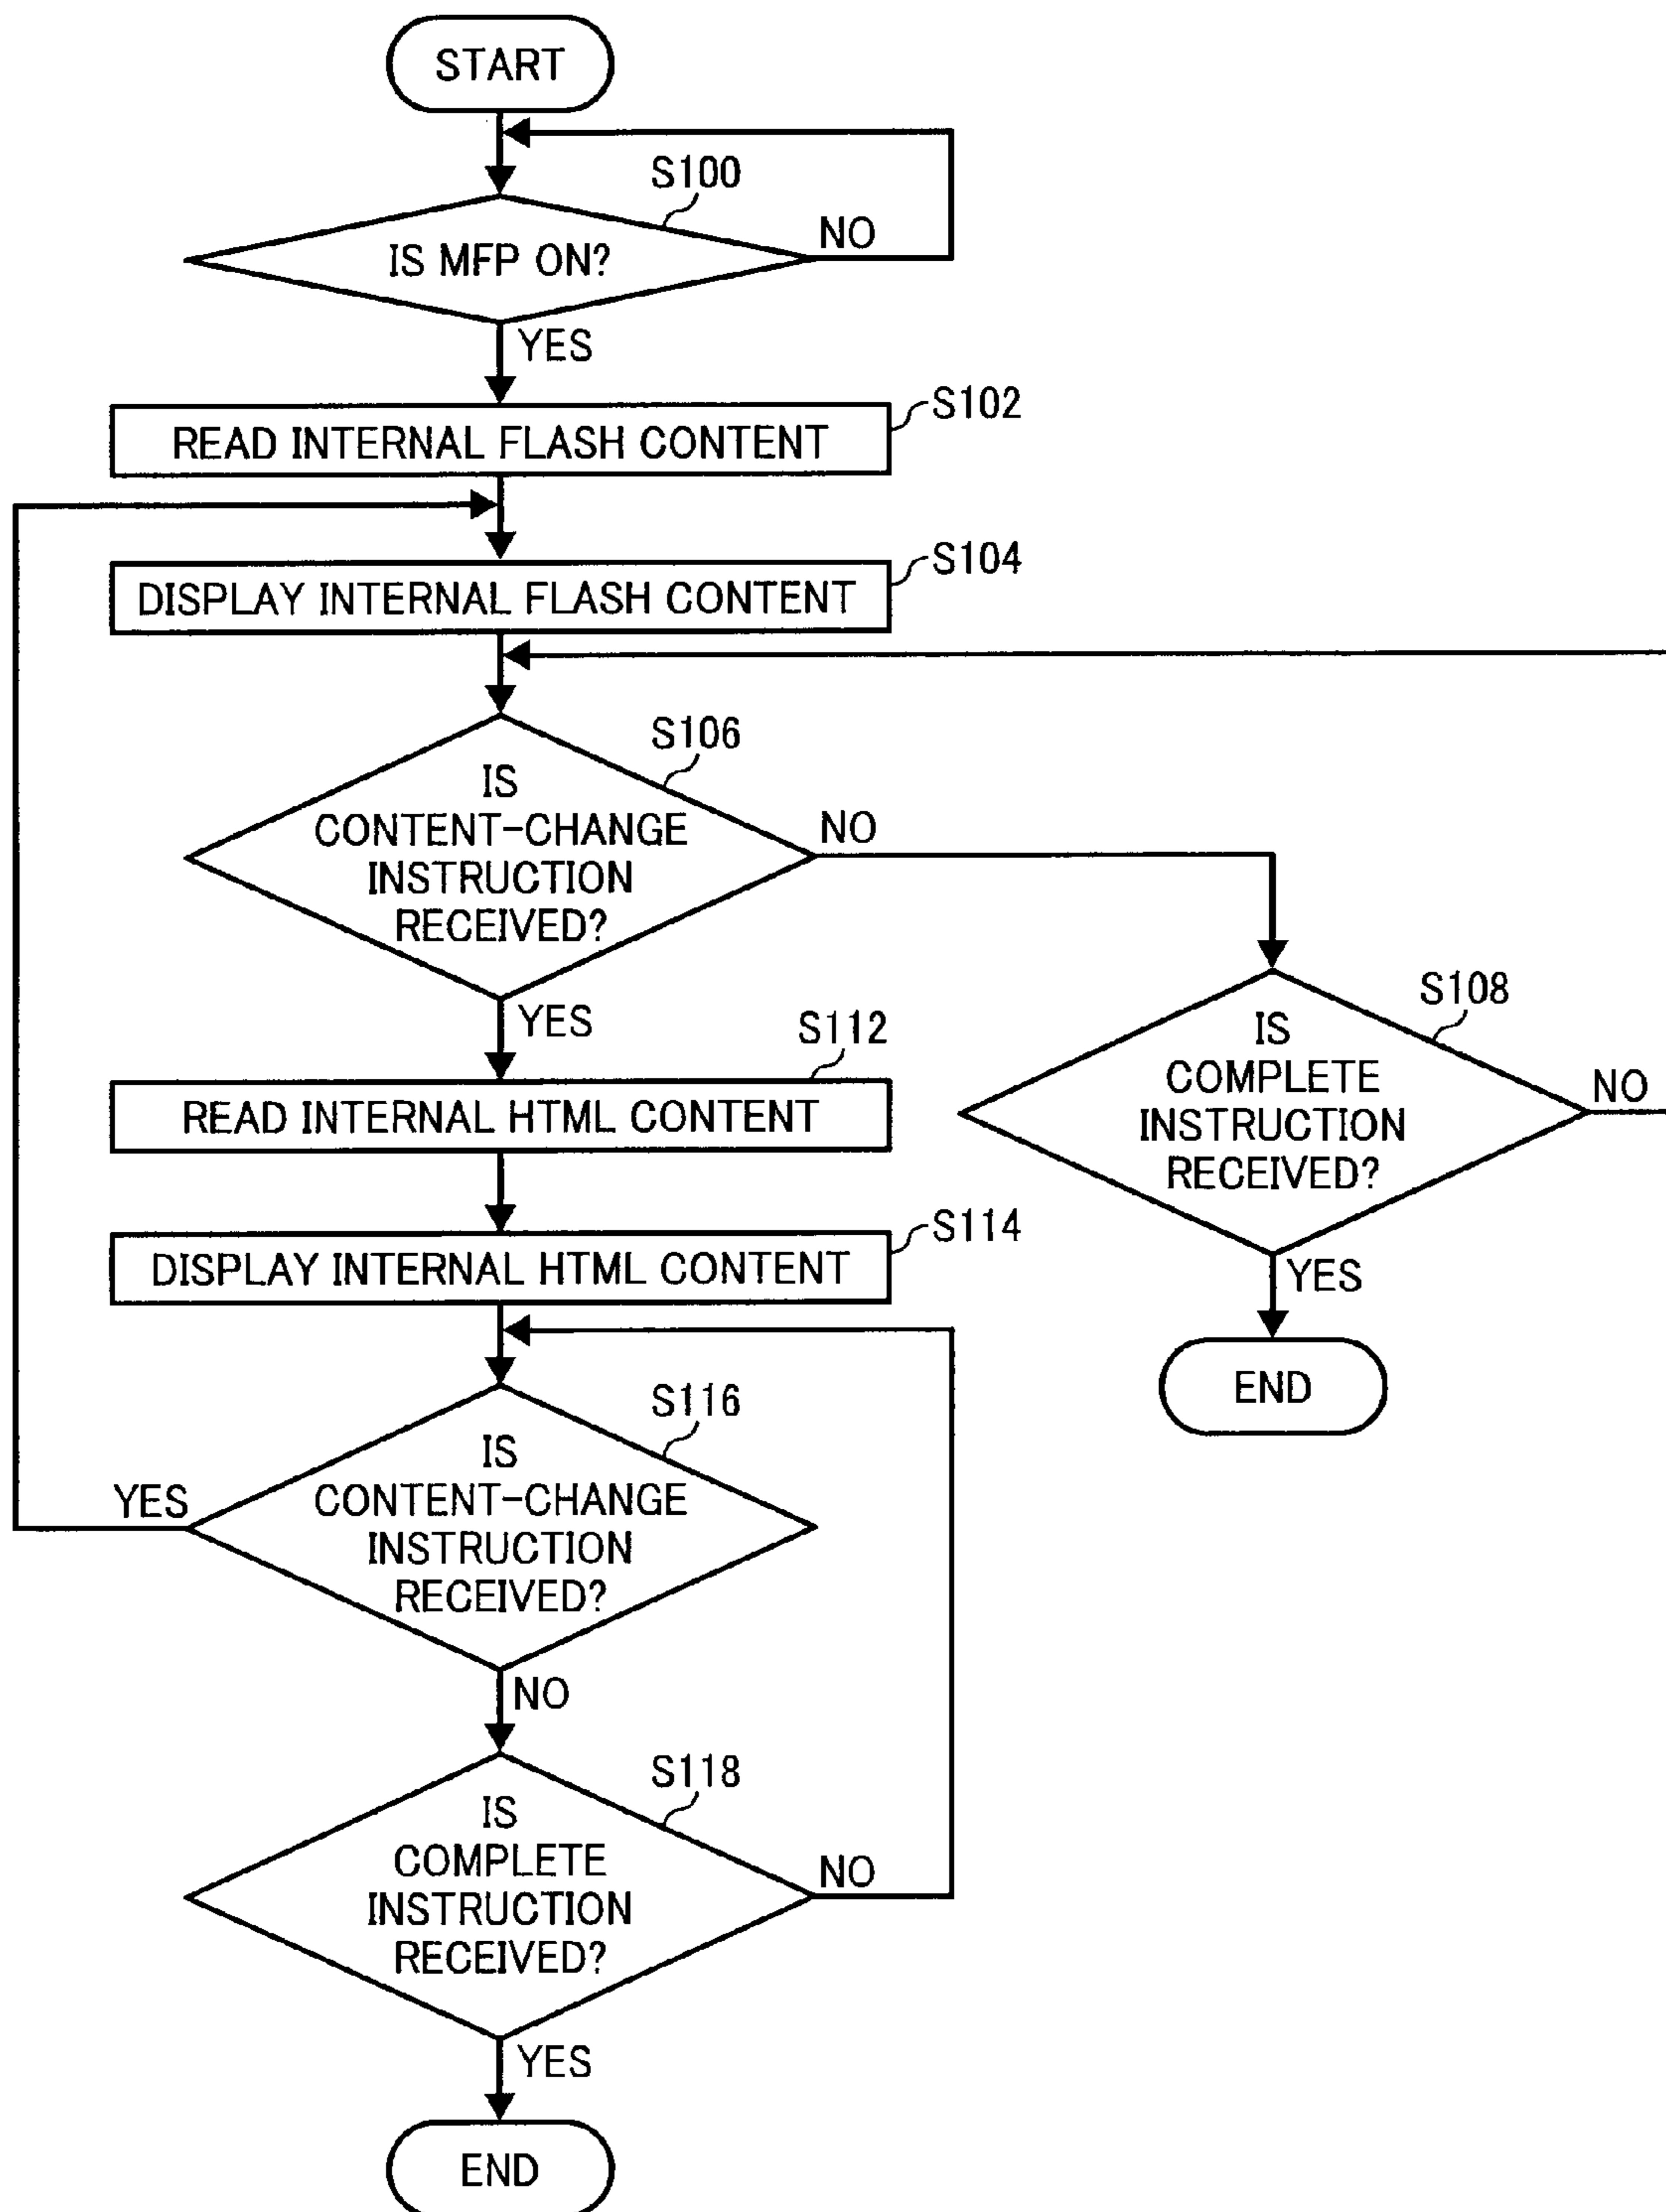 START
S100
IS MFP ON?
NO
YES
S102
READ INTERNAL FLASH CONTENT
S104
DISPLAY INTERNAL FLASH CONTENT
S106
IS
CONTENT-CHANGE
INSTRUCTION
RECEIVED?
NO
YES
S108
IS
COMPLETE
INSTRUCTION
RECEIVED?
NO
YES
END
S112
READ INTERNAL HTML CONTENT
S114
DISPLAY INTERNAL HTML CONTENT
S116
IS
CONTENT-CHANGE
INSTRUCTION
RECEIVED?
YES
NO
S118
IS
COMPLETE
INSTRUCTION
RECEIVED?
NO
YES
END